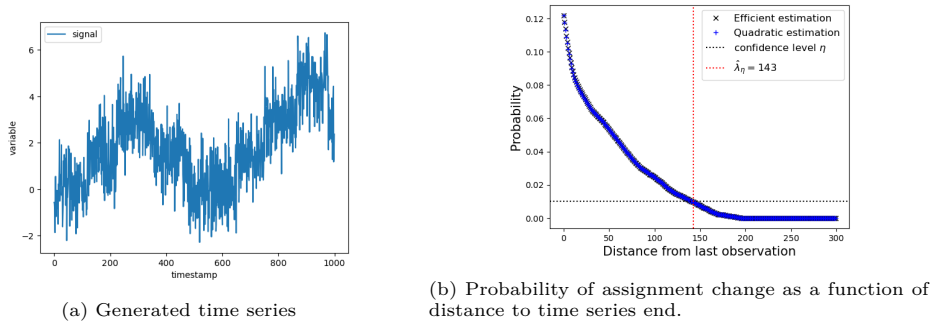 signal
6
4
2
0
−2
variable
0
200
400
600
800
1000
timestamp
(a) Generated time series
0.12
0.10
0.08
0.06
0.04
0.02
0.00
Probability
Efficient estimation
Quadratic estimation
confidence level η
λ̂η = 143
0
50
100
150
200
250
300
Distance from last observation
(b) Probability of assignment change as a function of
distance to time series end.